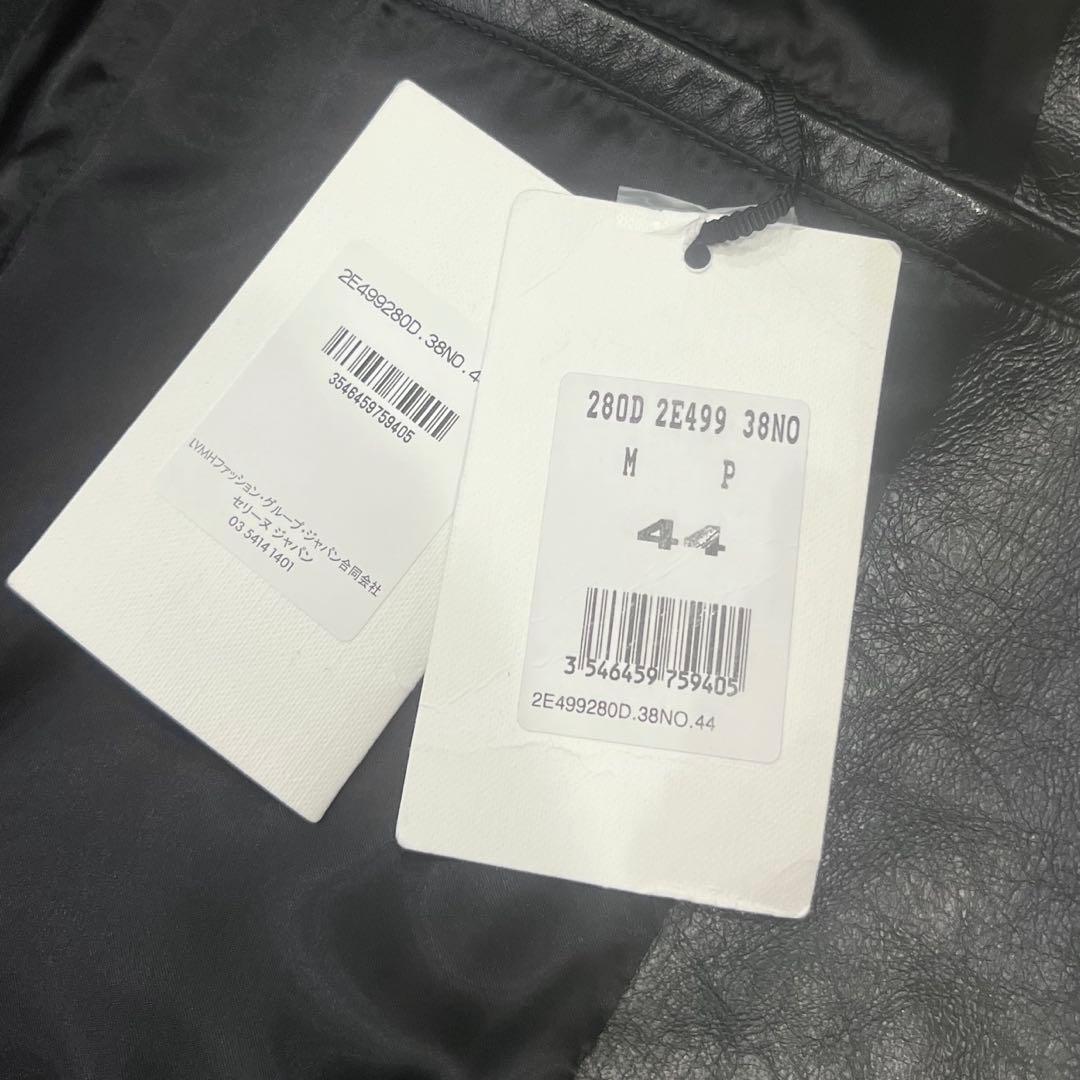 2E499280D.38NO.4
3546459759405
LVMHファッション・グループ・ジャパン合同会社
セリーヌ ジャパン
03 5414 1401
280D 2E499 38NO
M P
44
3 546459 759405
2E499280D.38NO.44